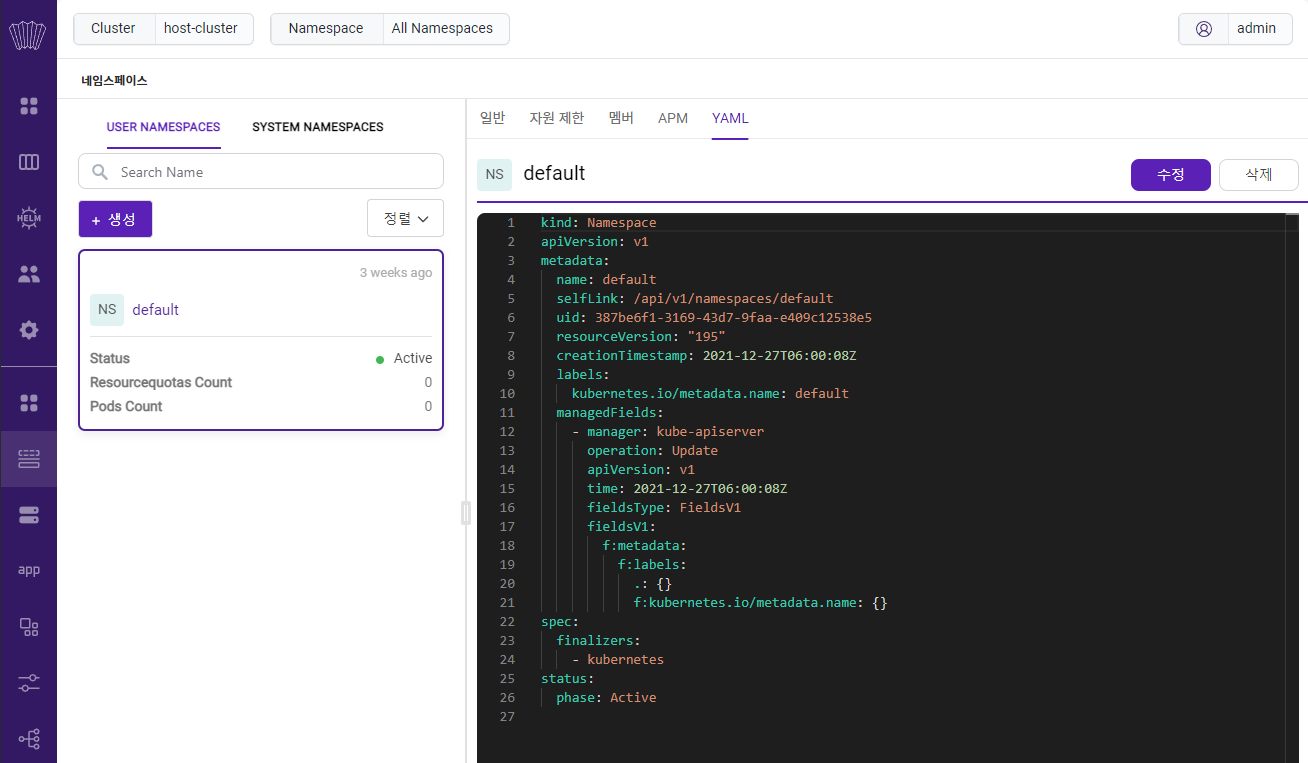 Cluster host-cluster Namespace All Namespaces admin
네임스페이스
USER NAMESPACES SYSTEM NAMESPACES
Search Name
+ 생성 정렬
3 weeks ago
NS default
Status Active
Resourcequotas Count 0
Pods Count 0
HELM
app
일반 자원 제한 멤버 APM YAML
NS default 수정 삭제
1 kind: Namespace
2 apiVersion: v1
3 metadata:
4   name: default
5   selfLink: /api/v1/namespaces/default
6   uid: 387be6f1-3169-43d7-9faa-e409c12538e5
7   resourceVersion: "195"
8   creationTimestamp: 2021-12-27T06:00:08Z
9   labels:
10     kubernetes.io/metadata.name: default
11   managedFields:
12     - manager: kube-apiserver
13       operation: Update
14       apiVersion: v1
15       time: 2021-12-27T06:00:08Z
16       fieldsType: FieldsV1
17       fieldsV1:
18         f:metadata:
19           f:labels:
20             .: {}
21             f:kubernetes.io/metadata.name: {}
22 spec:
23   finalizers:
24     - kubernetes
25 status:
26   phase: Active
27